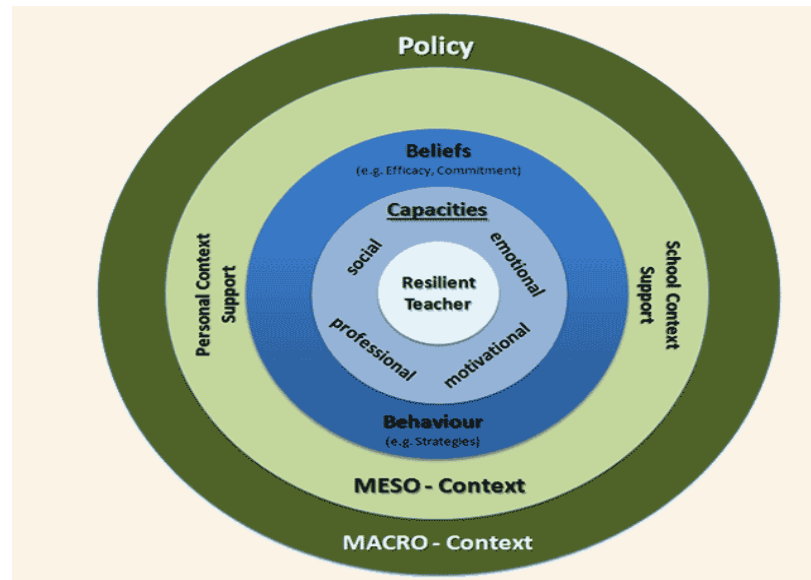 Policy
Beliefs
(e.g. Efficacy, Commitment)
Capacities
social
emotional
Personal Context
Support
Resilient
Teacher
School Context
Support
professional
motivational
Behaviour
(e.g. Strategies)
MESO - Context
MACRO - Context